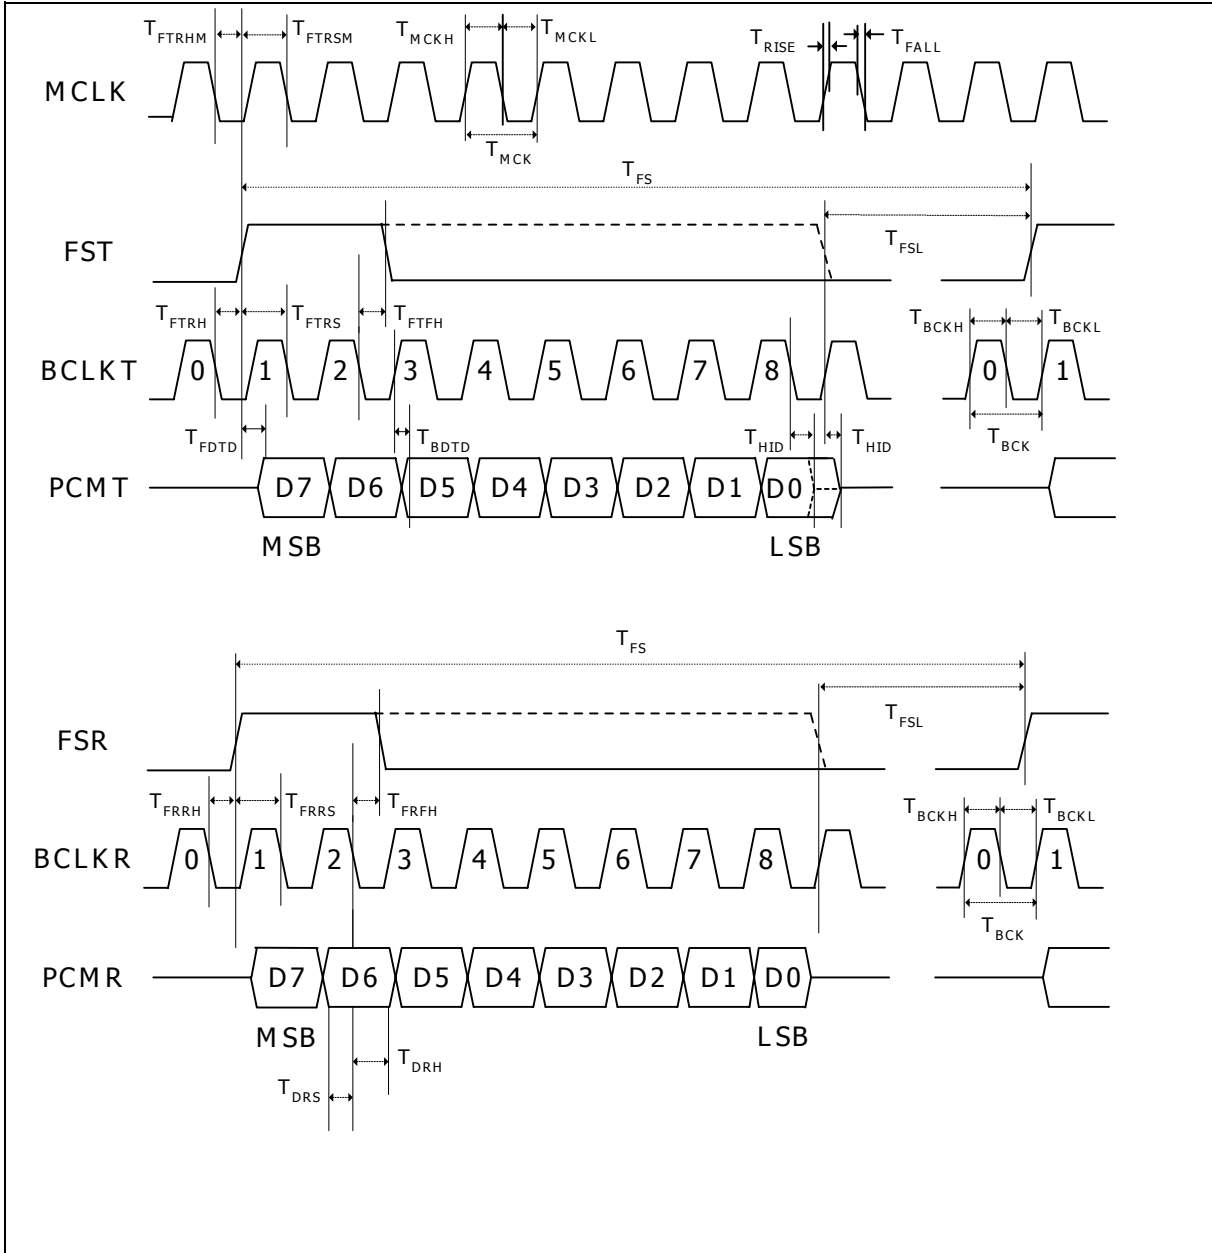 TFTRHM TFTRSM TMCKH TMCKL TRISE TFALL
MCLK
TMCK
TFS
FST
TFSL
TFTRH TFTRS TFTFH TBCKH TBCKL
BCLKT 0 1 2 3 4 5 6 7 8 0 1
TFDTD TBDTD THID THID TBCK
PCMT D7 D6 D5 D4 D3 D2 D1 D0
MSB LSB
TFS
FSR
TFSL
TFRRH TFRRS TFRFH TBCKH TBCKL
BCLKR 0 1 2 3 4 5 6 7 8 0 1
TBCK
PCMR D7 D6 D5 D4 D3 D2 D1 D0
MSB LSB
TDRH
TDRS